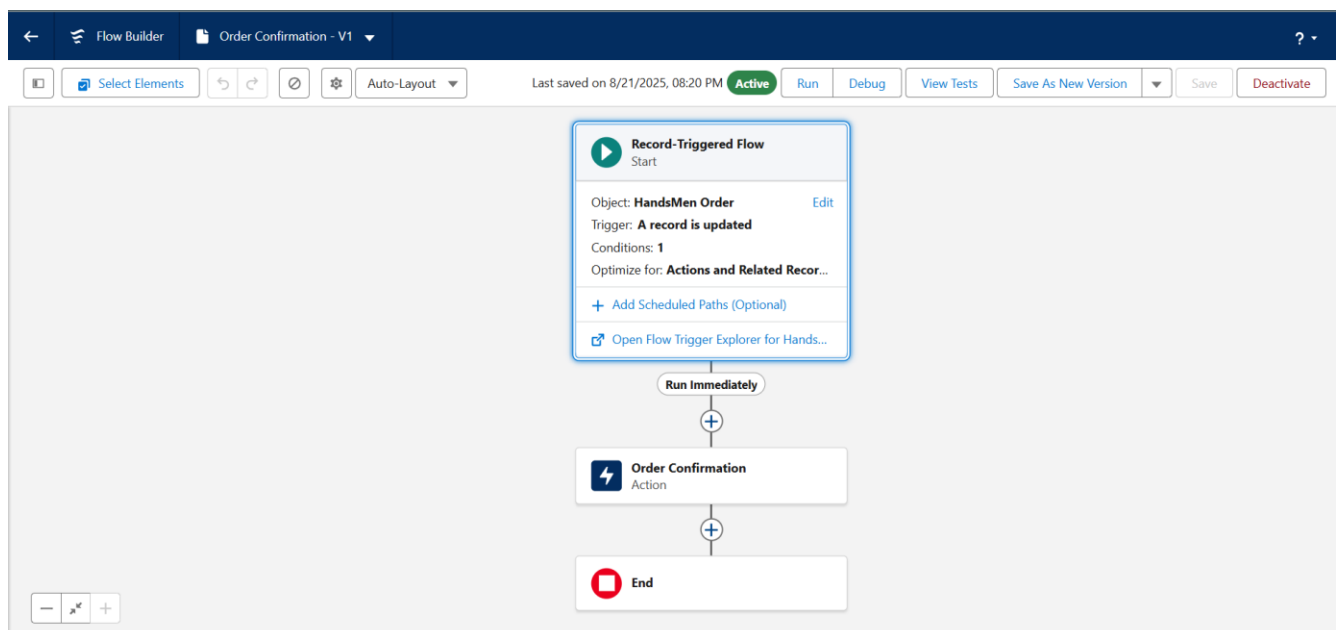 Flow Builder
Order Confirmation - V1
?
Select Elements
Auto-Layout
Last saved on 8/21/2025, 08:20 PM
Active
Run
Debug
View Tests
Save As New Version
Save
Deactivate
Record-Triggered Flow
Start
Object: HandsMen Order
Edit
Trigger: A record is updated
Conditions: 1
Optimize for: Actions and Related Recor...
+ Add Scheduled Paths (Optional)
Open Flow Trigger Explorer for Hands...
Run Immediately
Order Confirmation
Action
End